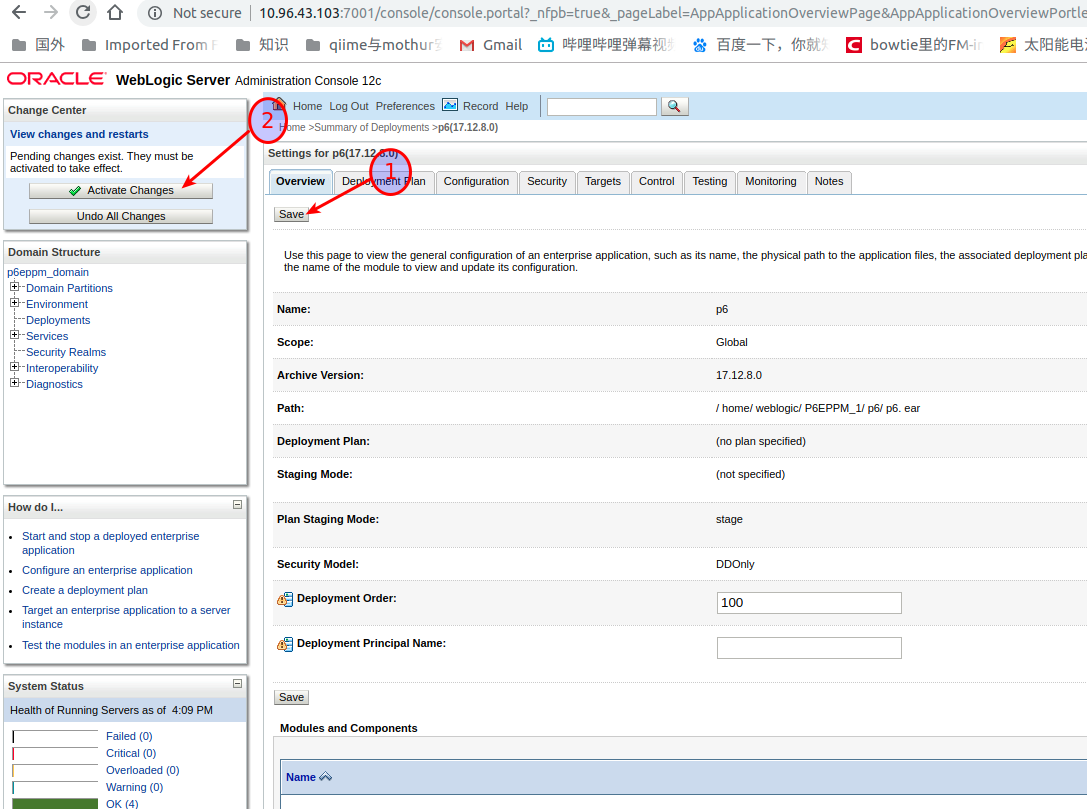 Not secure | 10.96.43.103:7001/console/console.portal?_nfpb=true&_pageLabel=AppApplicationOverviewPage&AppApplicationOverviewPortle
国外 Imported From F 知识 qiime与mothur Gmail 哔哩哔哩弹幕视频 百度一下，你就知 bowtie里的FM-in 太阳能电
ORACLE WebLogic Server Administration Console 12c
Change Center
View changes and restarts
Pending changes exist. They must be
activated to take effect.
Activate Changes
Undo All Changes
Domain Structure
p6eppm_domain
Domain Partitions
Environment
Deployments
Services
Security Realms
Interoperability
Diagnostics
How do I...
Start and stop a deployed enterprise
application
Configure an enterprise application
Create a deployment plan
Target an enterprise application to a server
instance
Test the modules in an enterprise application
System Status
Health of Running Servers as of 4:09 PM
Failed (0)
Critical (0)
Overloaded (0)
Warning (0)
OK (4)
2
Home Log Out Preferences Record Help
Home >Summary of Deployments >p6(17.12.8.0)
Settings for p6(17.12.8.0)
1
Overview Deployment Plan Configuration Security Targets Control Testing Monitoring Notes
Save
Use this page to view the general configuration of an enterprise application, such as its name, the physical path to the application files, the associated deployment pla
the name of the module to view and update its configuration.
Name: p6
Scope: Global
Archive Version: 17.12.8.0
Path: / home/ weblogic/ P6EPPM_1/ p6/ p6. ear
Deployment Plan: (no plan specified)
Staging Mode: (not specified)
Plan Staging Mode: stage
Security Model: DDOnly
Deployment Order: 100
Deployment Principal Name:
Save
Modules and Components
Name